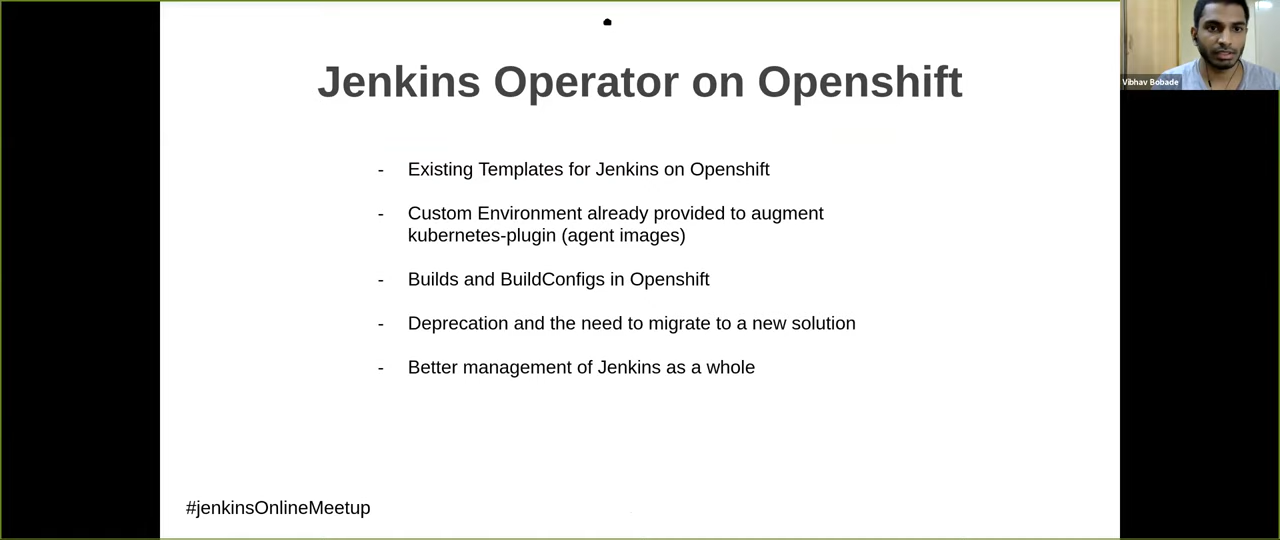 Jenkins Operator on Openshift
Vibhav Bobade
- Existing Templates for Jenkins on Openshift
- Custom Environment already provided to augment
kubernetes-plugin (agent images)
- Builds and BuildConfigs in Openshift
- Deprecation and the need to migrate to a new solution
- Better management of Jenkins as a whole
#jenkinsOnlineMeetup